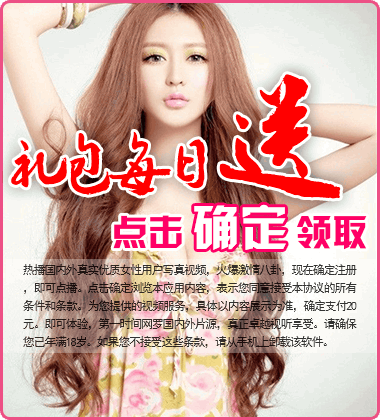 礼包每日送
点击 确定 领取
热播国内外真实优质女性用户写真视频，火爆激情八卦，现在确定注册
，即可点播。点击确定浏览本应用内容，表示您同意接受本协议的所有
条件和条款。为您提供的视频服务，具体以内容展示为准，确定支付20
元。即可体验，第一时间网罗国内外片源，真正卓越视听享受。请确保
您已年满18岁。如果您不接受这些条款，请从手机上卸载该软件。